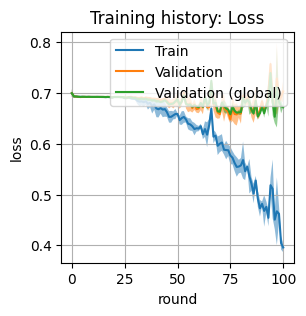 Training history: Loss
Train
Validation
Validation (global)
0.8
0.7
0.6
0.5
0.4
loss
0
25
50
75
100
round